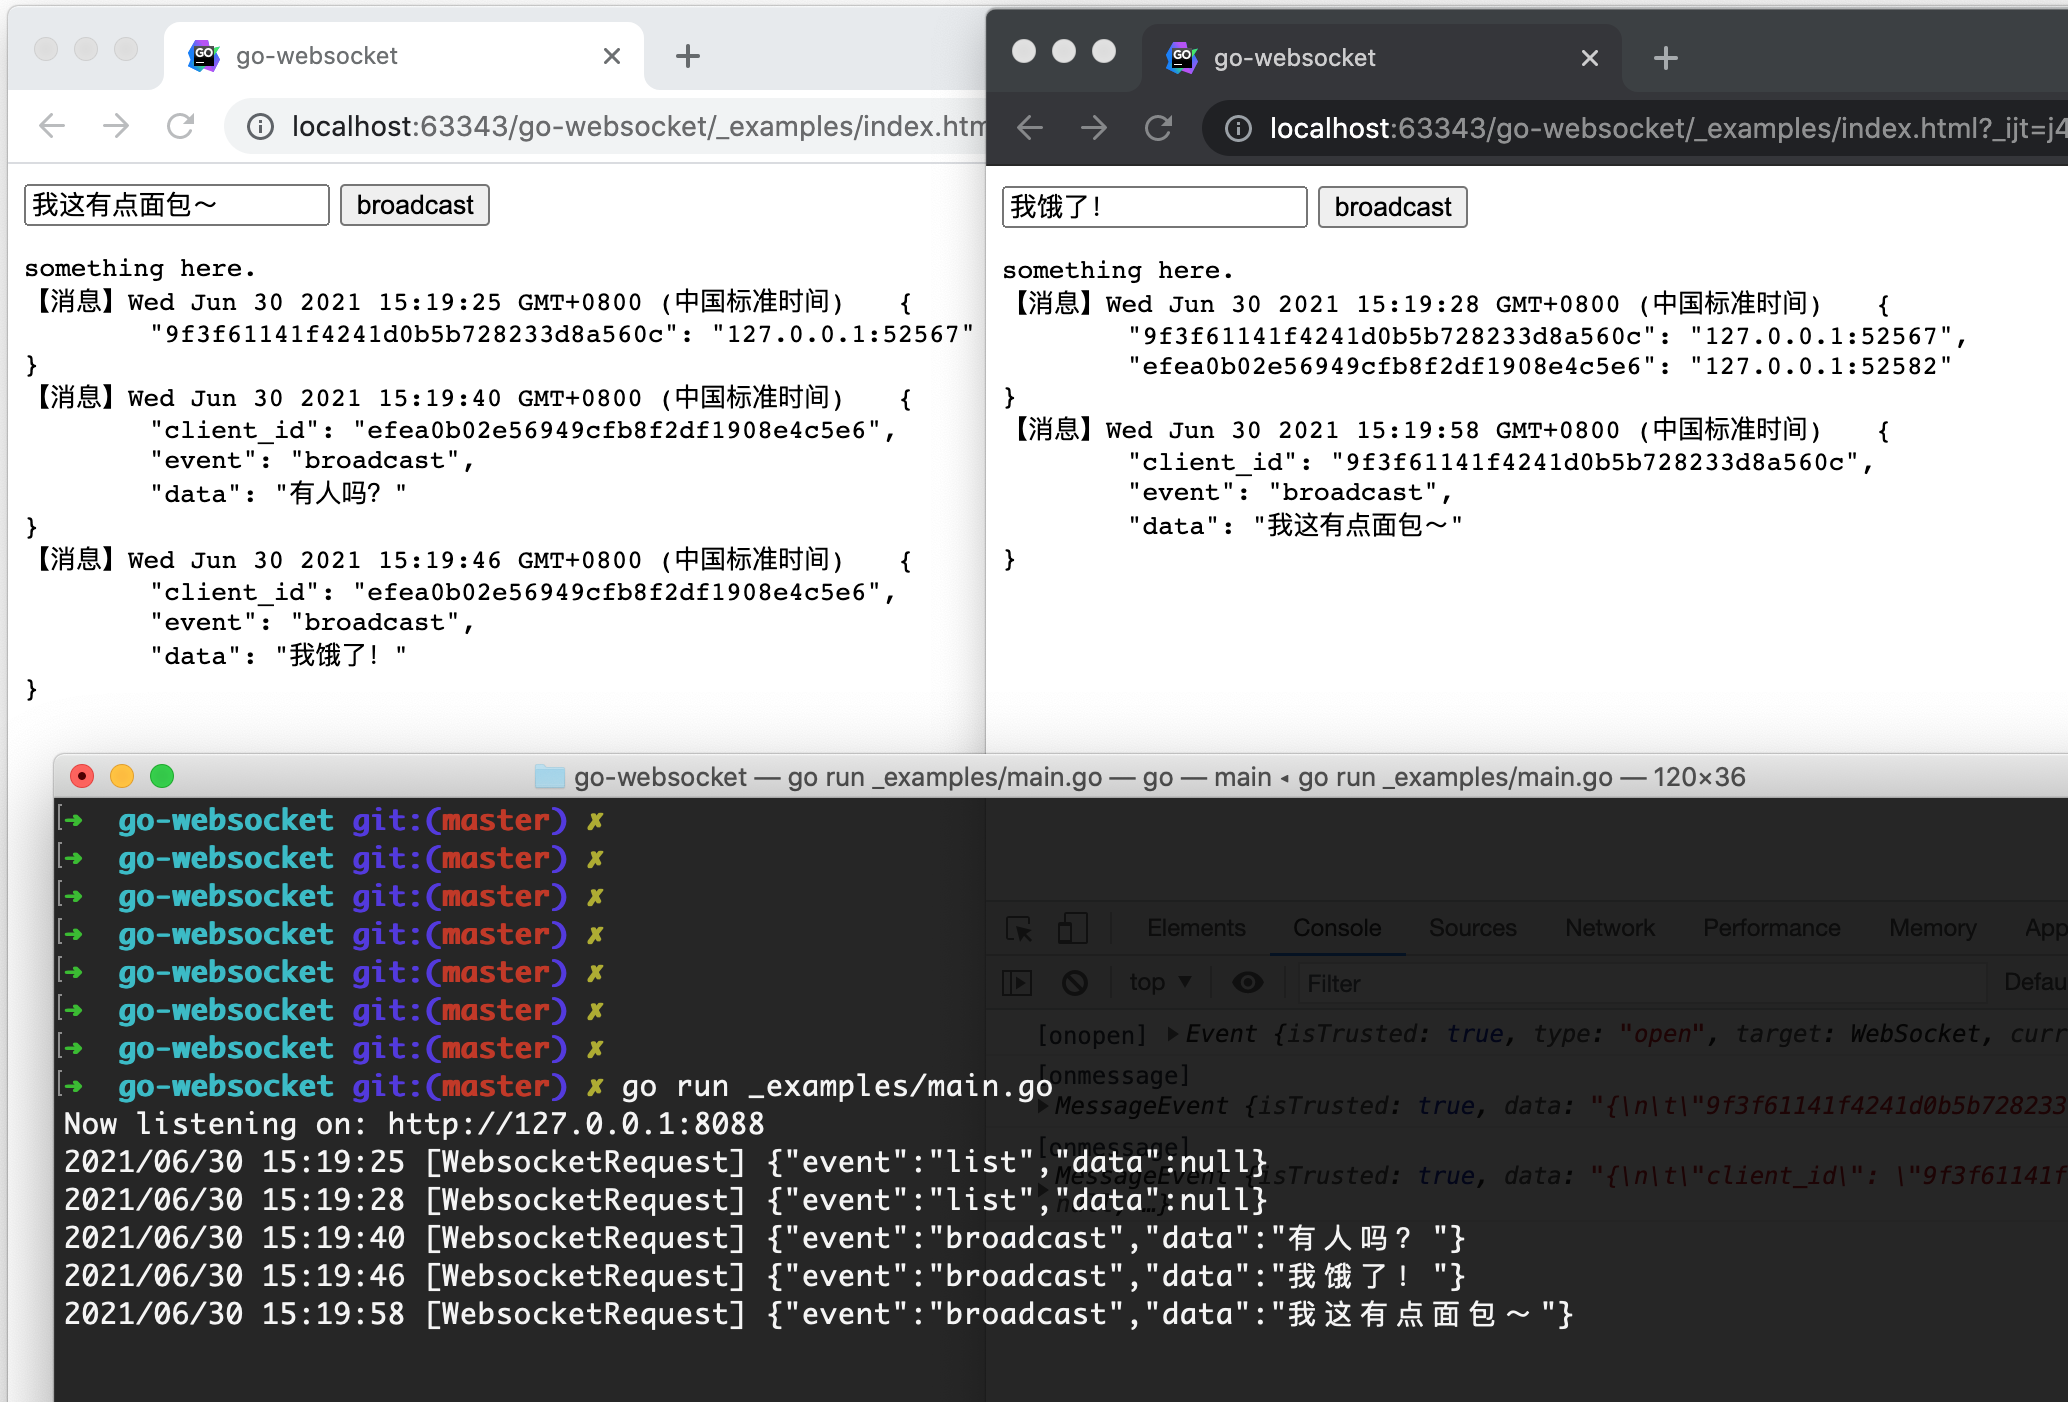 go-websocket
localhost:63343/go-websocket/_examples/index.htm
我这有点面包～ broadcast
something here.
【消息】Wed Jun 30 2021 15:19:25 GMT+0800 (中国标准时间) {
"9f3f61141f4241d0b5b728233d8a560c": "127.0.0.1:52567"
}
【消息】Wed Jun 30 2021 15:19:40 GMT+0800 (中国标准时间) {
"client_id": "efea0b02e56949cfb8f2df1908e4c5e6",
"event": "broadcast",
"data": "有人吗？"
}
【消息】Wed Jun 30 2021 15:19:46 GMT+0800 (中国标准时间) {
"client_id": "efea0b02e56949cfb8f2df1908e4c5e6",
"event": "broadcast",
"data": "我饿了！"
}
go-websocket
localhost:63343/go-websocket/_examples/index.html?_ijt=j4
我饿了！ broadcast
something here.
【消息】Wed Jun 30 2021 15:19:28 GMT+0800 (中国标准时间) {
"9f3f61141f4241d0b5b728233d8a560c": "127.0.0.1:52567",
"efea0b02e56949cfb8f2df1908e4c5e6": "127.0.0.1:52582"
}
【消息】Wed Jun 30 2021 15:19:58 GMT+0800 (中国标准时间) {
"client_id": "9f3f61141f4241d0b5b728233d8a560c",
"event": "broadcast",
"data": "我这有点面包～"
}
go-websocket — go run _examples/main.go — go — main ◂ go run _examples/main.go — 120×36
[➜ go-websocket git:(master) ✗
[➜ go-websocket git:(master) ✗
[➜ go-websocket git:(master) ✗
[➜ go-websocket git:(master) ✗
[➜ go-websocket git:(master) ✗
[➜ go-websocket git:(master) ✗
[➜ go-websocket git:(master) ✗
[➜ go-websocket git:(master) ✗ go run _examples/main.go
Now listening on: http://127.0.0.1:8088
2021/06/30 15:19:25 [WebsocketRequest] {"event":"list","data":null}
2021/06/30 15:19:28 [WebsocketRequest] {"event":"list","data":null}
2021/06/30 15:19:40 [WebsocketRequest] {"event":"broadcast","data":"有人吗？"}
2021/06/30 15:19:46 [WebsocketRequest] {"event":"broadcast","data":"我饿了！"}
2021/06/30 15:19:58 [WebsocketRequest] {"event":"broadcast","data":"我这有点面包～"}
Elements Console Sources Network Performance Memory App
top ▼ Filter Defau
[onopen] ▶Event {isTrusted: true, type: "open", target: WebSocket, curr
[onmessage]
▶MessageEvent {isTrusted: true, data: "{\n\t\"9f3f61141f4241d0b5b728233
[onmessage]
▶MessageEvent {isTrusted: true, data: "{\n\t\"client_id\": \"9f3f61141f